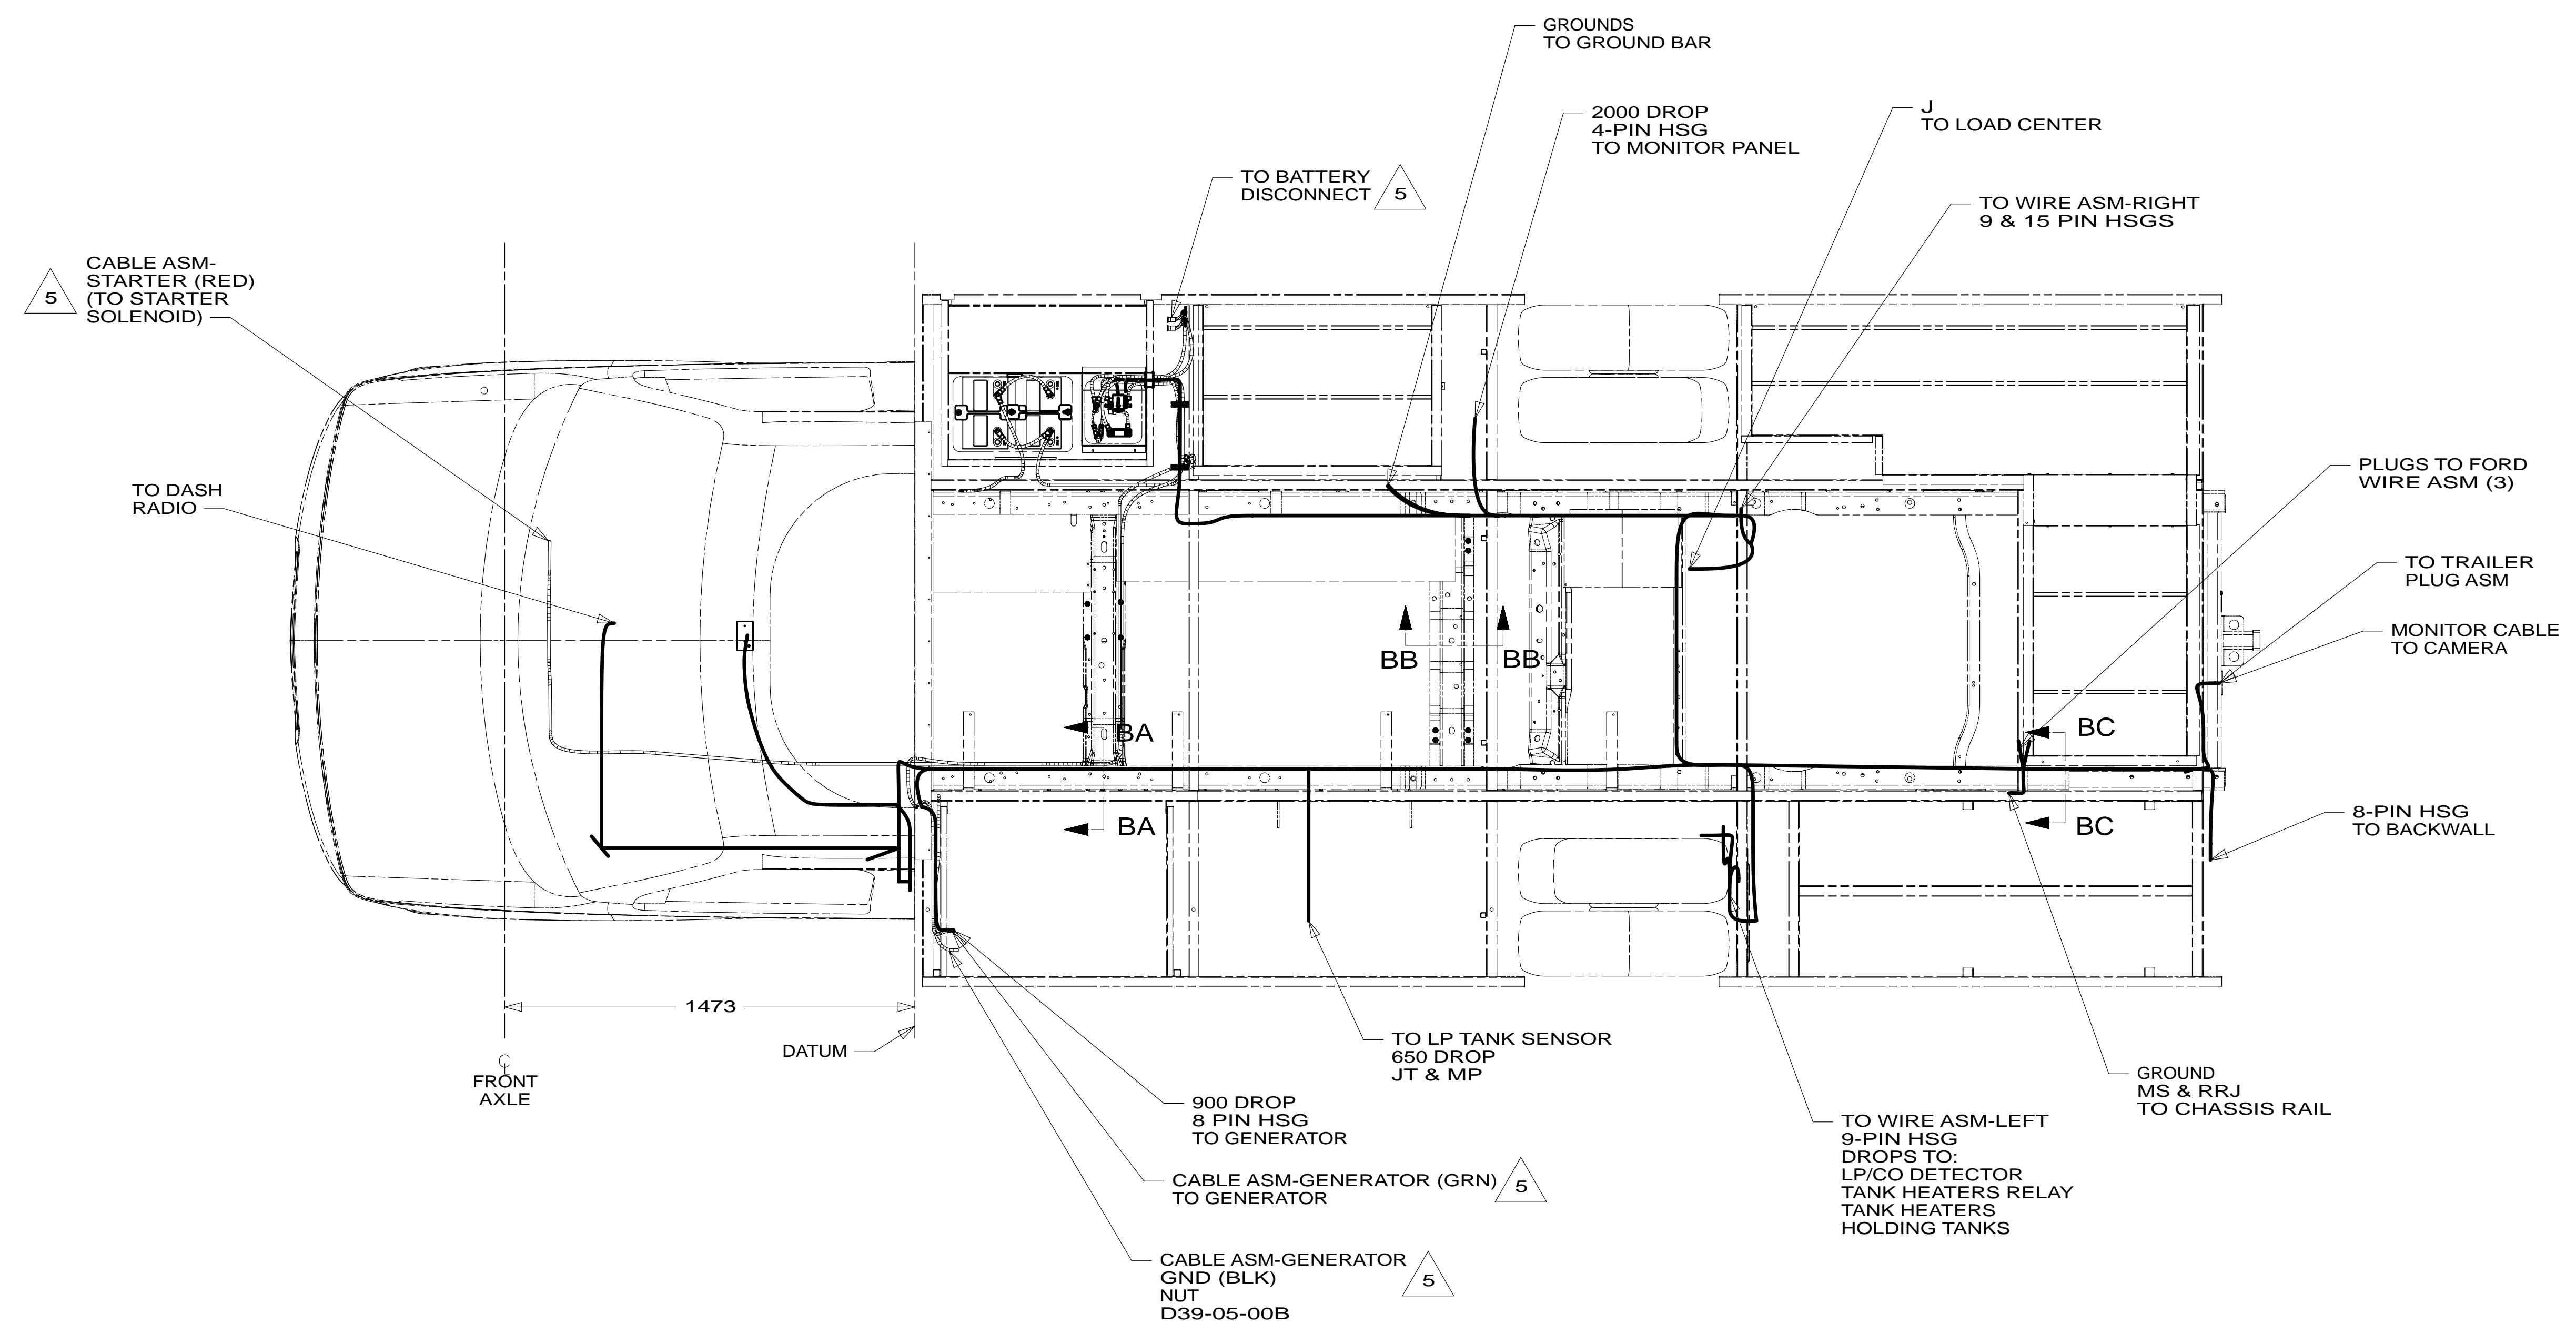 GROUNDS
TO GROUND BAR
2000 DROP
4-PIN HSG
TO MONITOR PANEL
J
TO LOAD CENTER
TO BATTERY
DISCONNECT
5
TO WIRE ASM-RIGHT
9 & 15 PIN HSGS
CABLE ASM-
STARTER (RED)
(TO STARTER
SOLENOID)
5
TO DASH
RADIO
PLUGS TO FORD
WIRE ASM (3)
TO TRAILER
PLUG ASM
MONITOR CABLE
TO CAMERA
BB
BB
BA
BA
BC
BC
8-PIN HSG
TO BACKWALL
1473
DATUM
CL
FRONT
AXLE
TO LP TANK SENSOR
650 DROP
JT & MP
900 DROP
8 PIN HSG
TO GENERATOR
CABLE ASM-GENERATOR (GRN)
TO GENERATOR
5
CABLE ASM-GENERATOR
GND (BLK)
NUT
D39-05-00B
5
GROUND
MS & RRJ
TO CHASSIS RAIL
TO WIRE ASM-LEFT
9-PIN HSG
DROPS TO:
LP/CO DETECTOR
TANK HEATERS RELAY
TANK HEATERS
HOLDING TANKS